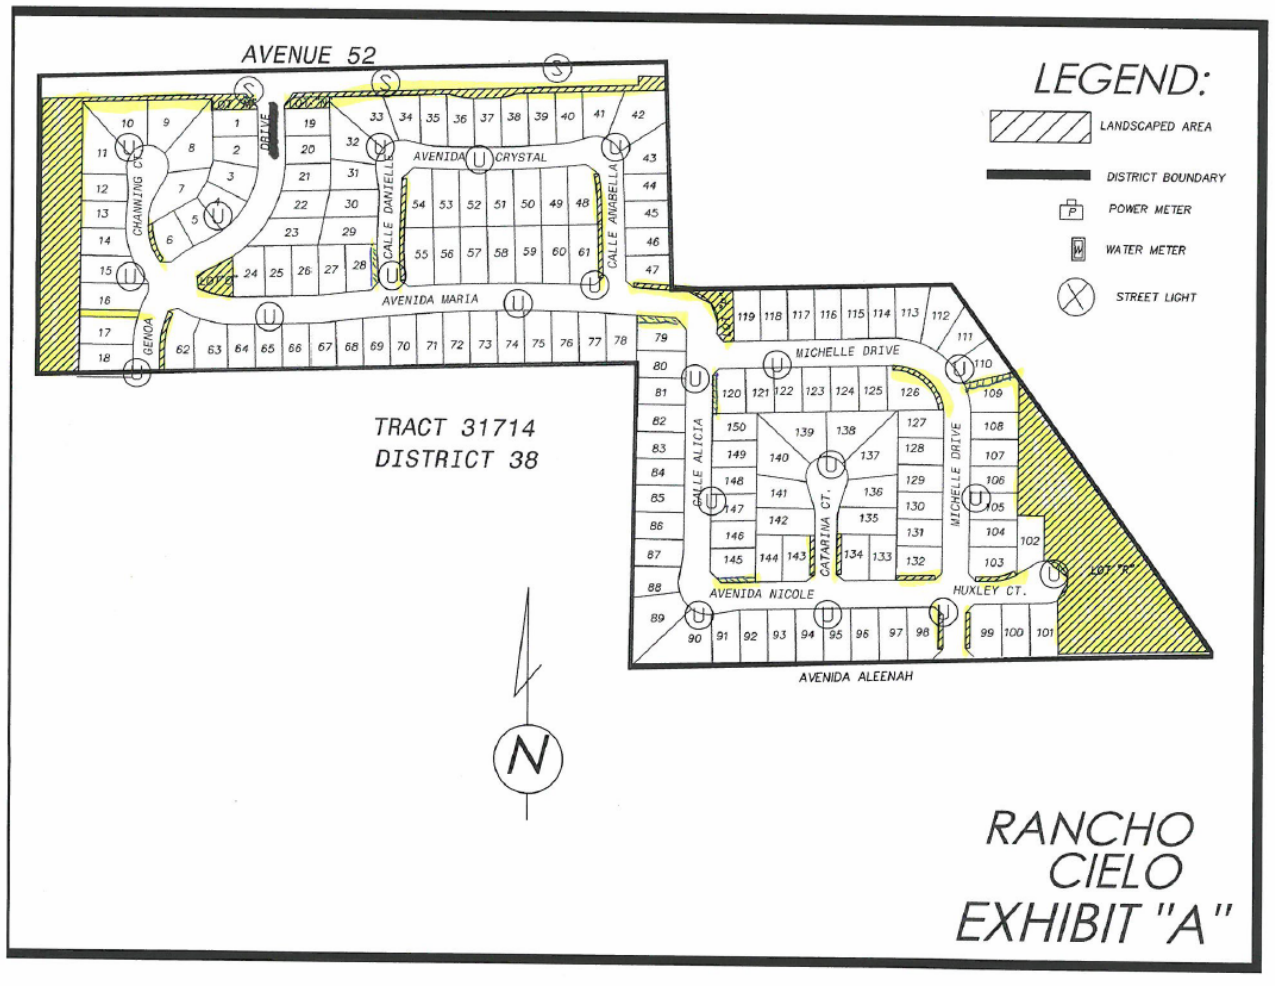 AVENUE 52
LEGEND:
LANDSCAPED AREA
DISTRICT BOUNDARY
P
POWER METER
W
WATER METER
STREET LIGHT
S
S
S
10
9
1
DRIVE
19
33
34
35
36
37
38
39
40
41
42
11
U
8
2
20
32
U
AVENIDA
U
CRYSTAL
U
43
12
7
3
21
31
44
13
CHANNING CT.
5
4
U
22
30
CALLE DANIELLE
54
53
52
51
50
49
48
CALLE ANABELLA
45
14
6
23
29
46
15
U
LOT "O"
24
25
26
27
28
U
55
56
57
58
59
60
61
U
47
16
AVENIDA MARIA
U
U
17
18
GENOA
U
62
63
64
65
66
67
68
69
70
71
72
73
74
75
76
77
78
79
119
118
117
116
115
114
113
112
111
110
109
80
MICHELLE DRIVE
U
U
U
81
120
121
122
123
124
125
126
82
150
139
138
127
108
83
149
140
U
137
128
107
84
CALLE ALICIA
148
141
136
129
MICHELLE DRIVE
U
106
85
U
147
142
135
130
105
86
146
CATARINA CT.
131
104
102
87
145
144
143
134
133
132
103
U
LOT "R"
88
AVENIDA NICOLE
HUXLEY CT.
89
U
U
U
90
91
92
93
94
95
96
97
98
99
100
101
AVENIDA ALEENAH
TRACT 31714
DISTRICT 38
N
RANCHO
CIELO
EXHIBIT "A"